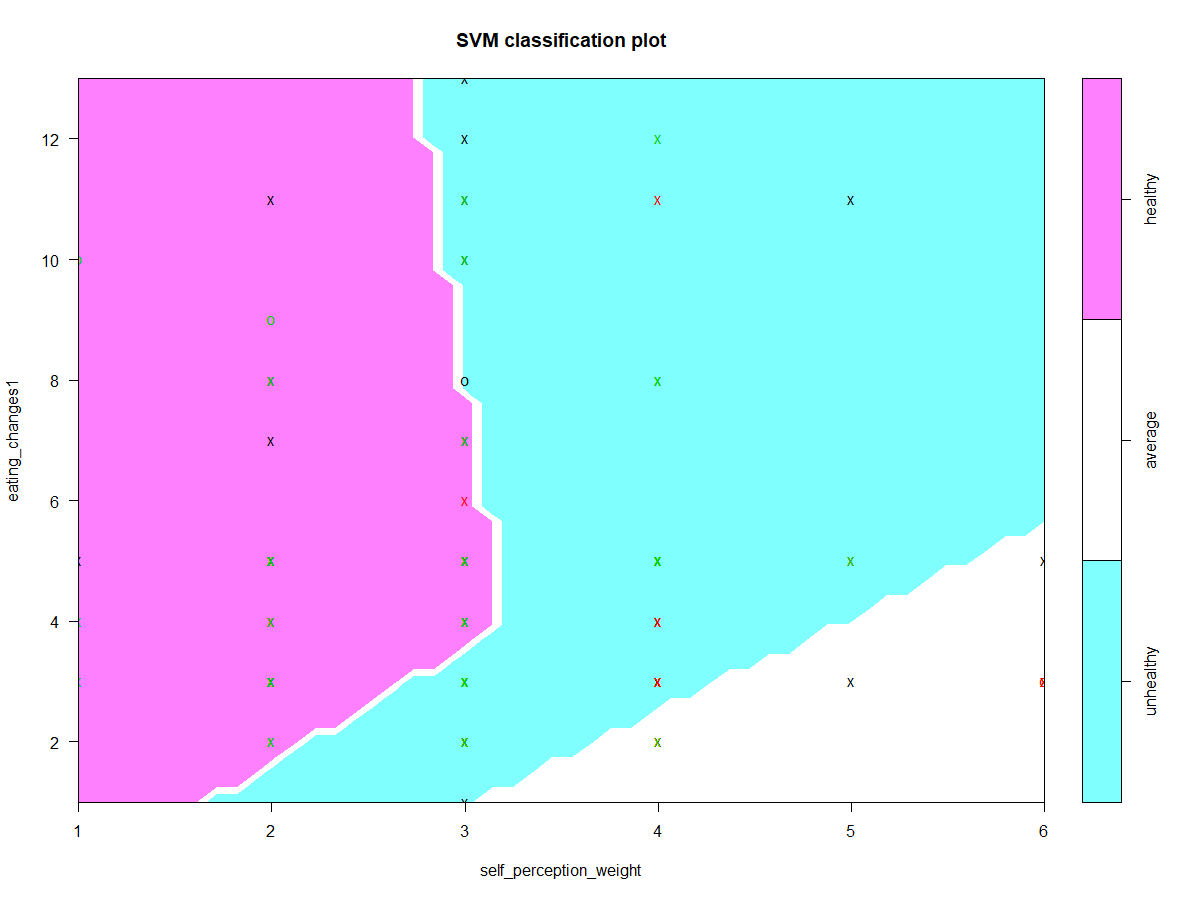 SVM classification plot
12
10
8
6
4
2
eating_changes1
1 2 3 4 5 6
self_perception_weight
healthy
average
unhealthy